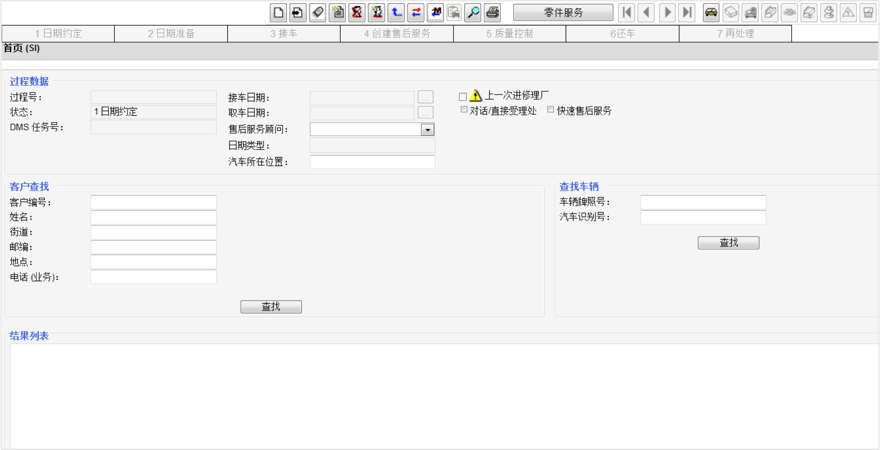 零件服务
1 日期约定 2 日期准备 3 接车 4 创建售后服务 5 质量控制 6还车 7 再处理
首页 (SI)
过程数据
过程号: 接车日期: 上一次进修理厂
状态: 1 日期约定 取车日期: 对话/直接受理处 快速售后服务
DMS 任务号: 售后服务顾问:
日期类型:
汽车所在位置:
客户查找 查找车辆
客户编号: 车辆牌照号:
姓名: 汽车识别号:
街道:
邮编: 查找
地点:
电话 (业务):
查找
结果列表